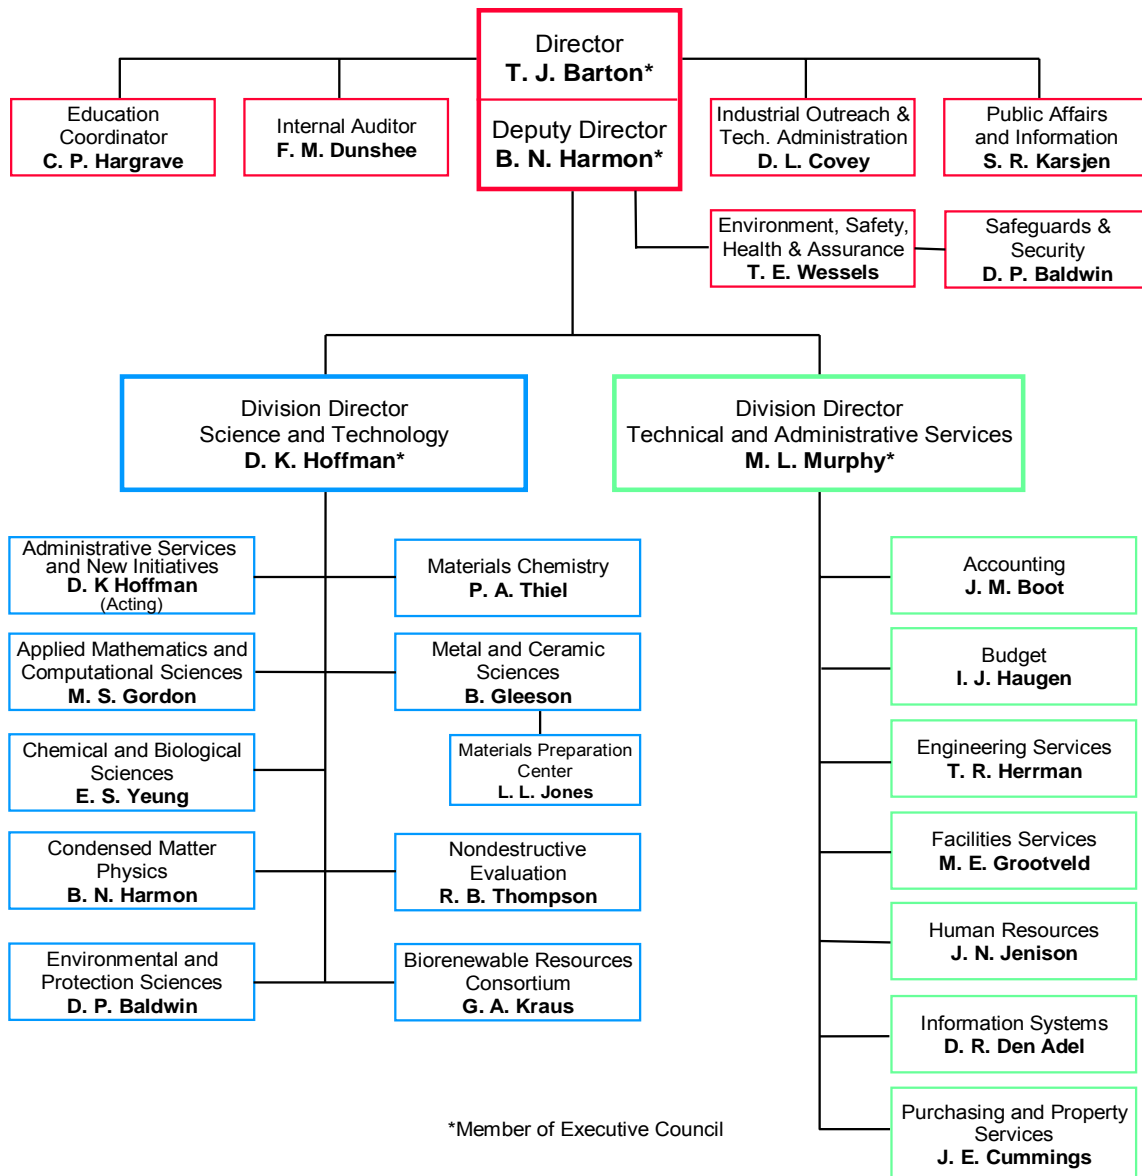 Director
T. J. Barton*
Deputy Director
B. N. Harmon*
Education
Coordinator
C. P. Hargrave
Internal Auditor
F. M. Dunshee
Industrial Outreach &
Tech. Administration
D. L. Covey
Public Affairs
and Information
S. R. Karsjen
Environment, Safety,
Health & Assurance
T. E. Wessels
Safeguards &
Security
D. P. Baldwin
Division Director
Science and Technology
D. K. Hoffman*
Division Director
Technical and Administrative Services
M. L. Murphy*
Administrative Services
and New Initiatives
D. K Hoffman
(Acting)
Materials Chemistry
P. A. Thiel
Applied Mathematics and
Computational Sciences
M. S. Gordon
Metal and Ceramic
Sciences
B. Gleeson
Chemical and Biological
Sciences
E. S. Yeung
Materials Preparation
Center
L. L. Jones
Condensed Matter
Physics
B. N. Harmon
Nondestructive
Evaluation
R. B. Thompson
Environmental and
Protection Sciences
D. P. Baldwin
Biorenewable Resources
Consortium
G. A. Kraus
Accounting
J. M. Boot
Budget
I. J. Haugen
Engineering Services
T. R. Herrman
Facilities Services
M. E. Grootveld
Human Resources
J. N. Jenison
Information Systems
D. R. Den Adel
Purchasing and Property
Services
J. E. Cummings
*Member of Executive Council